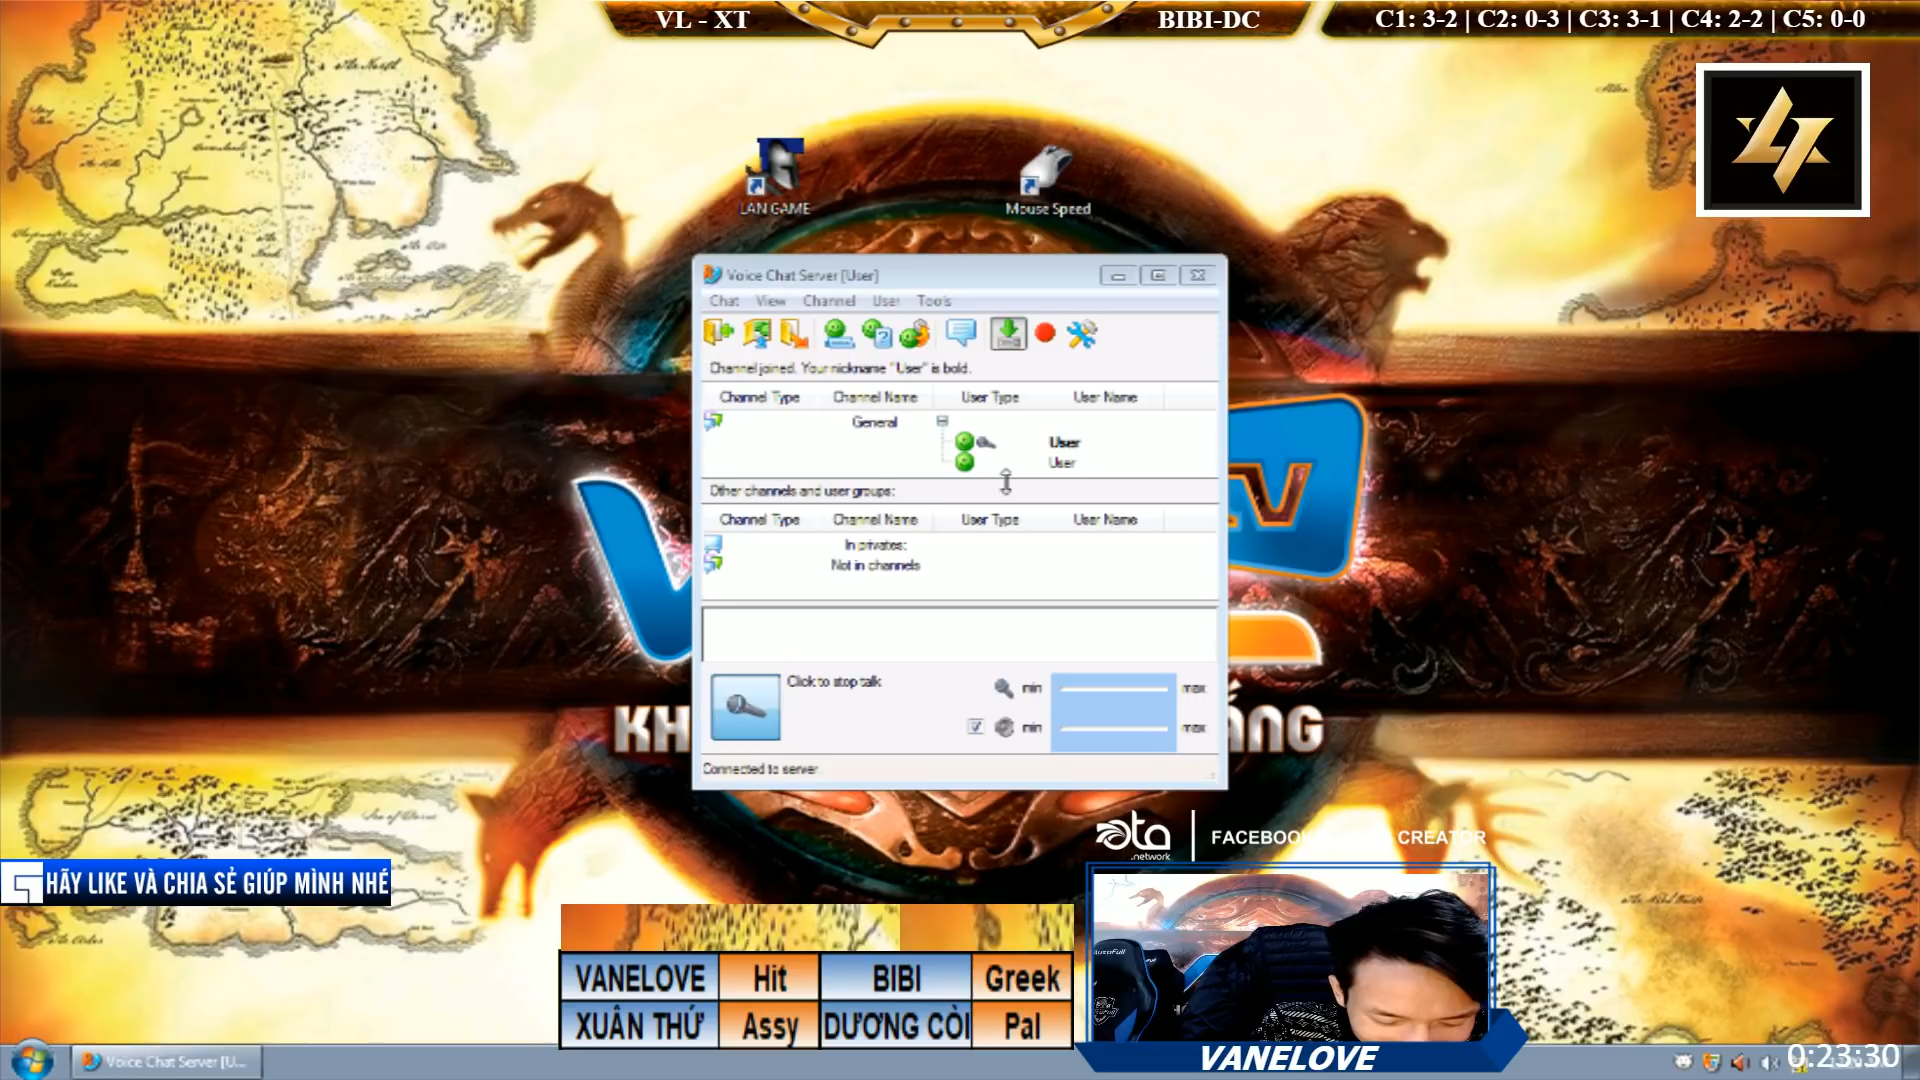 VL - XT
BIBI-DC
C1: 3-2 | C2: 0-3 | C3: 3-1 | C4: 2-2 | C5: 0-0
LAN GAME
Mouse Speed
Voice Chat Server [User]
Chat View Channel User Tools
Channel joined. Your nickname "User" is bold.
Channel Type Channel Name User Type User Name
General
User
User
Other channels and user groups:
Channel Type Channel Name User Type User Name
In privates:
Not in channels
Click to stop talk
min max
min max
Connected to server
TV
KH
ÁNG
ota
.network
FACEBOOK CREATOR
HÃY LIKE VÀ CHIA SẺ GIÚP MÌNH NHÉ
VANELOVE Hit BIBI Greek
XUÂN THỨ Assy DƯƠNG CÒI Pal
VANELOVE
Voice Chat Server [U...
0:23:30